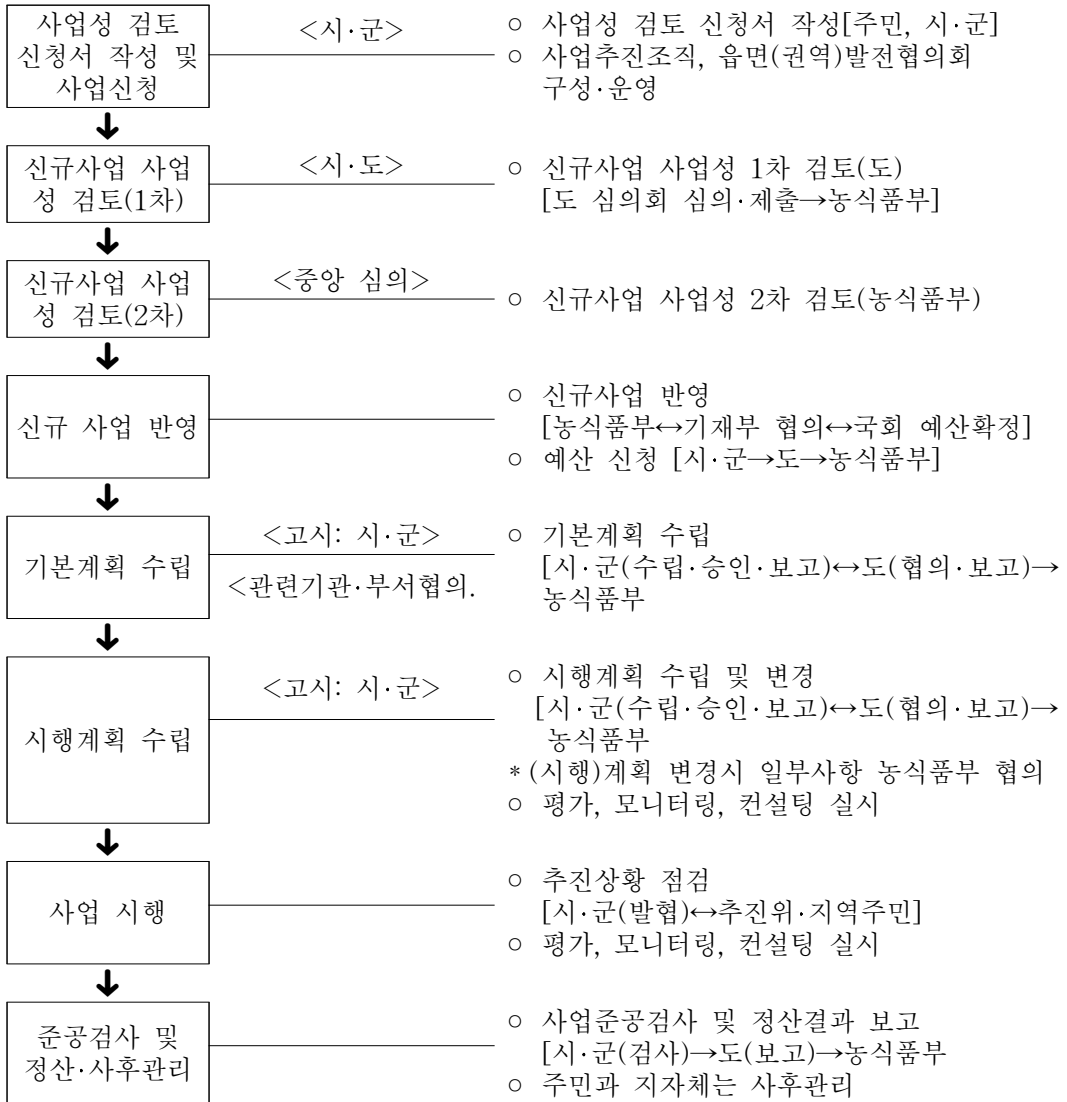 사업성 검토
신청서 작성 및
사업신청
<시·군>
○ 사업성 검토 신청서 작성[주민, 시·군]
○ 사업추진조직, 읍면(권역)발전협의회
구성·운영
신규사업 사업
성 검토(1차)
<시·도>
○ 신규사업 사업성 1차 검토(도)
[도 심의회 심의·제출→농식품부]
신규사업 사업
성 검토(2차)
<중앙 심의>
○ 신규사업 사업성 2차 검토(농식품부)
신규 사업 반영
○ 신규사업 반영
[농식품부↔기재부 협의↔국회 예산확정]
○ 예산 신청 [시·군→도→농식품부]
기본계획 수립
<고시: 시·군>
<관련기관·부서협의.
○ 기본계획 수립
[시·군(수립·승인·보고)↔도(협의·보고)→
농식품부
시행계획 수립
<고시: 시·군>
○ 시행계획 수립 및 변경
[시·군(수립·승인·보고)↔도(협의·보고)→
농식품부
*(시행)계획 변경시 일부사항 농식품부 협의
○ 평가, 모니터링, 컨설팅 실시
사업 시행
○ 추진상황 점검
[시·군(발협)↔추진위·지역주민]
○ 평가, 모니터링, 컨설팅 실시
준공검사 및
정산·사후관리
○ 사업준공검사 및 정산결과 보고
[시·군(검사)→도(보고)→농식품부
○ 주민과 지자체는 사후관리